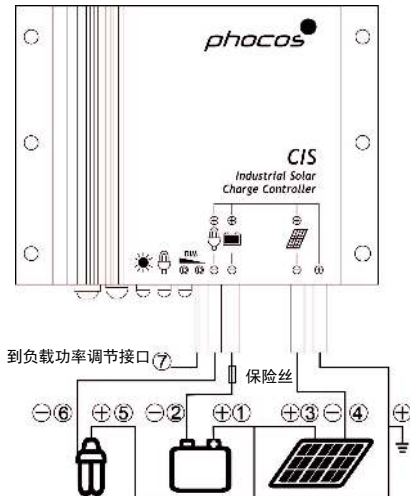 phocos
CIS
Industrial Solar
Charge Controller
DIM
到负载功率调节接口⑦
保险丝
⊖⑥ ⊕⑤ ⊖② ⊕① ⊕③ ⊖④ ⊕